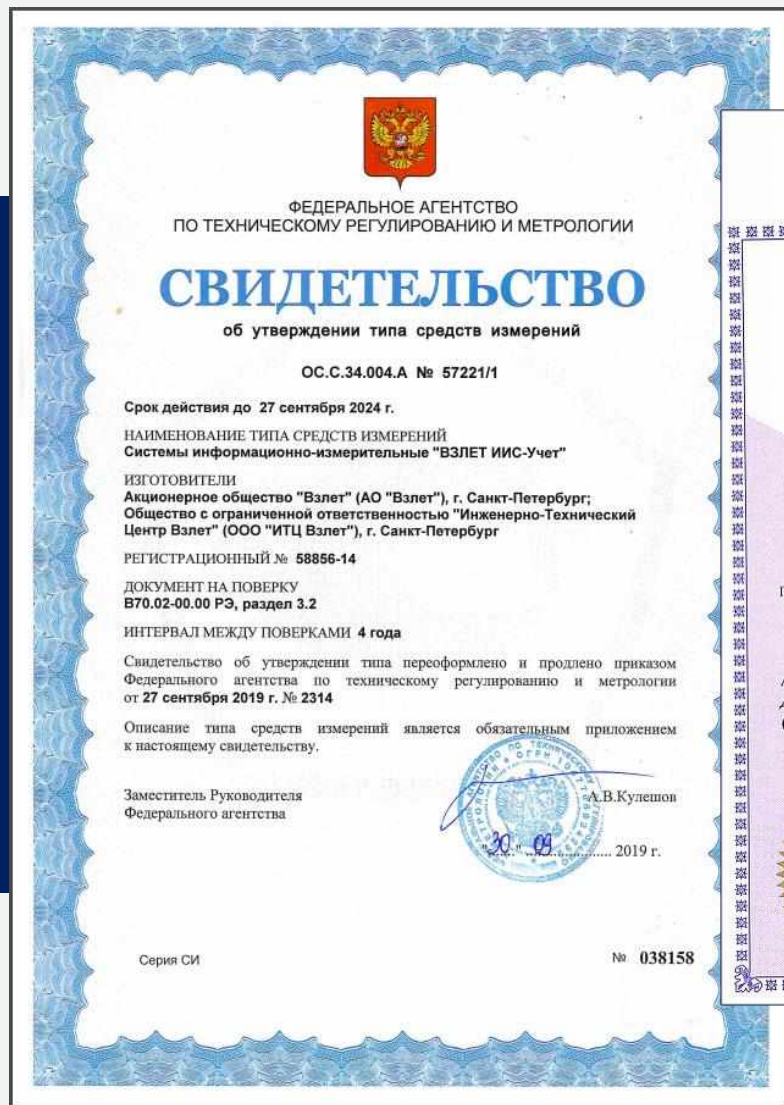 ФЕДЕРАЛЬНОЕ АГЕНТСТВО
ПО ТЕХНИЧЕСКОМУ РЕГУЛИРОВАНИЮ И МЕТРОЛОГИИ
СВИДЕТЕЛЬСТВО
об утверждении типа средств измерений
ОС.С.34.004.А № 57221/1
Срок действия до 27 сентября 2024 г.
НАИМЕНОВАНИЕ ТИПА СРЕДСТВ ИЗМЕРЕНИЙ
Системы информационно-измерительные "ВЗЛЕТ ИИС-Учет"
ИЗГОТОВИТЕЛИ
Акционерное общество "Взлет" (АО "Взлет"), г. Санкт-Петербург;
Общество с ограниченной ответственностью "Инженерно-Технический
Центр Взлет" (ООО "ИТЦ Взлет"), г. Санкт-Петербург
РЕГИСТРАЦИОННЫЙ № 58856-14
ДОКУМЕНТ НА ПОВЕРКУ
В70.02-00.00 РЭ, раздел 3.2
ИНТЕРВАЛ МЕЖДУ ПОВЕРКАМИ 4 года
Свидетельство об утверждении типа переоформлено и продлено приказом
Федерального агентства по техническому регулированию и метрологии
от 27 сентября 2019 г. № 2314
Описание типа средств измерений является обязательным приложением
к настоящему свидетельству.
Заместитель Руководителя
Федерального агентства
А.В.Кулешов
"30" 09 2019 г.
Серия СИ
№ 038158